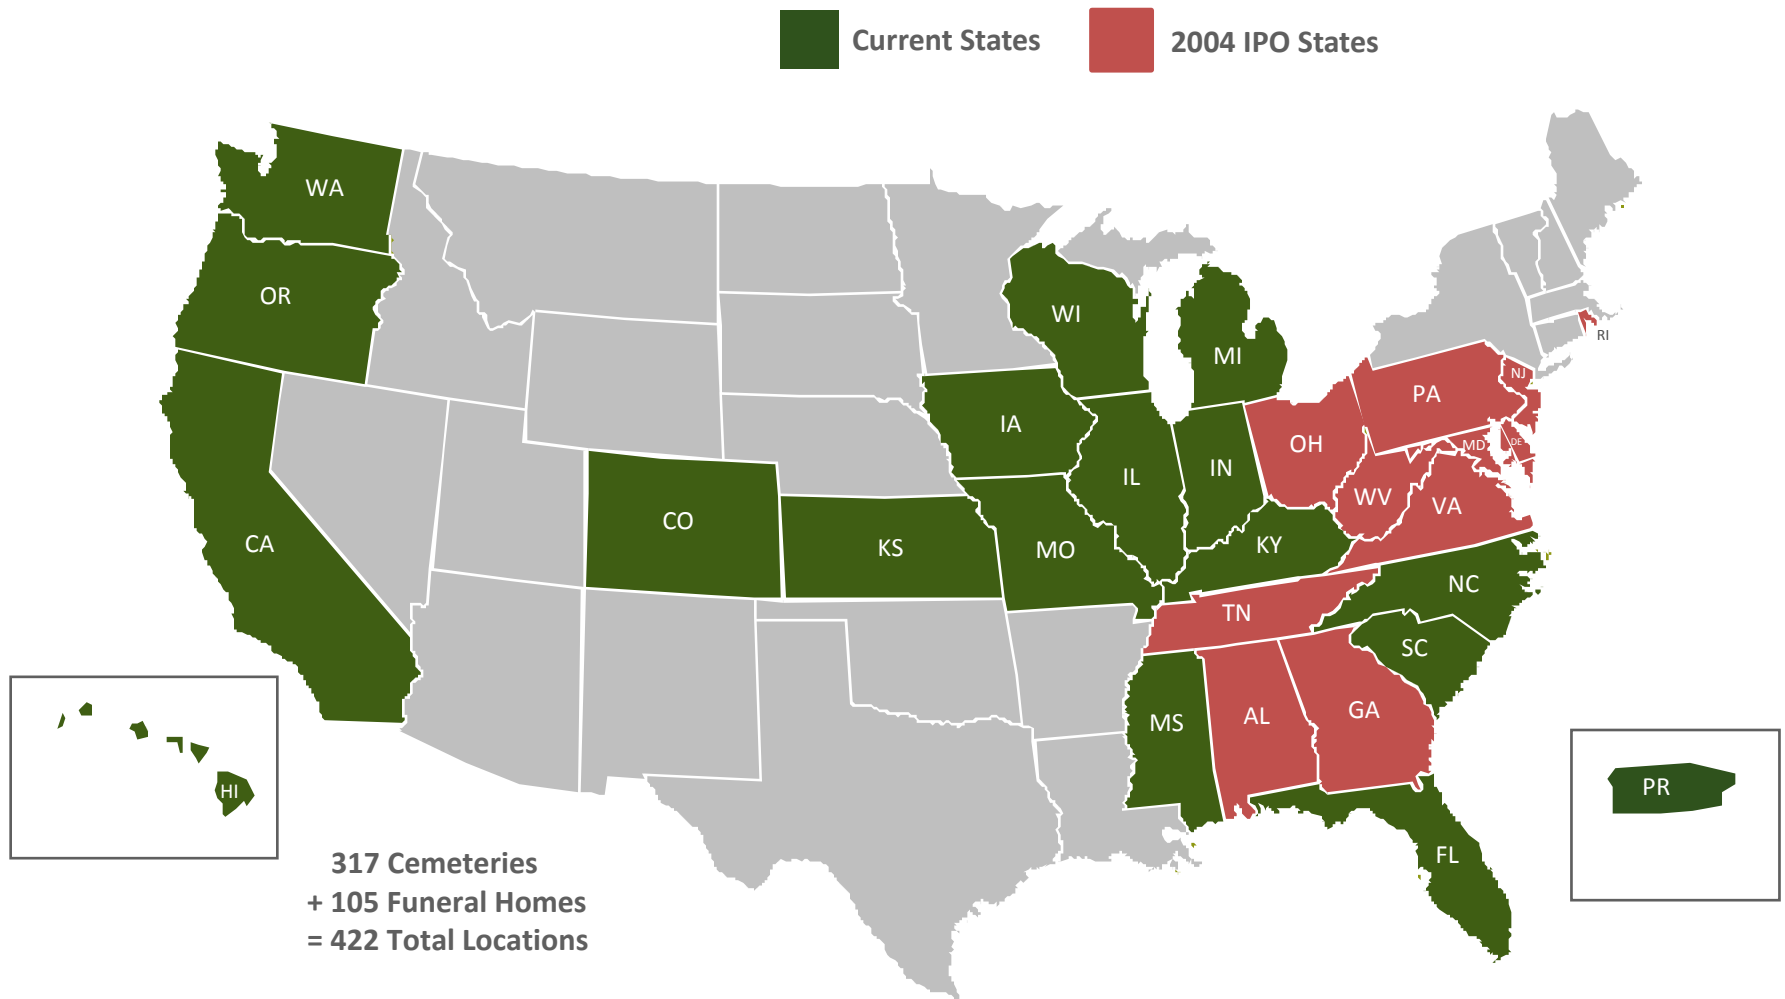 Current States
2004 IPO States
WA
OR
CA
CO
KS
WI
MI
IA
IL
IN
MO
KY
OH
PA
NJ
RI
MD
DE
WV
VA
NC
TN
SC
MS
AL
GA
FL
HI
PR
317 Cemeteries
+ 105 Funeral Homes
= 422 Total Locations